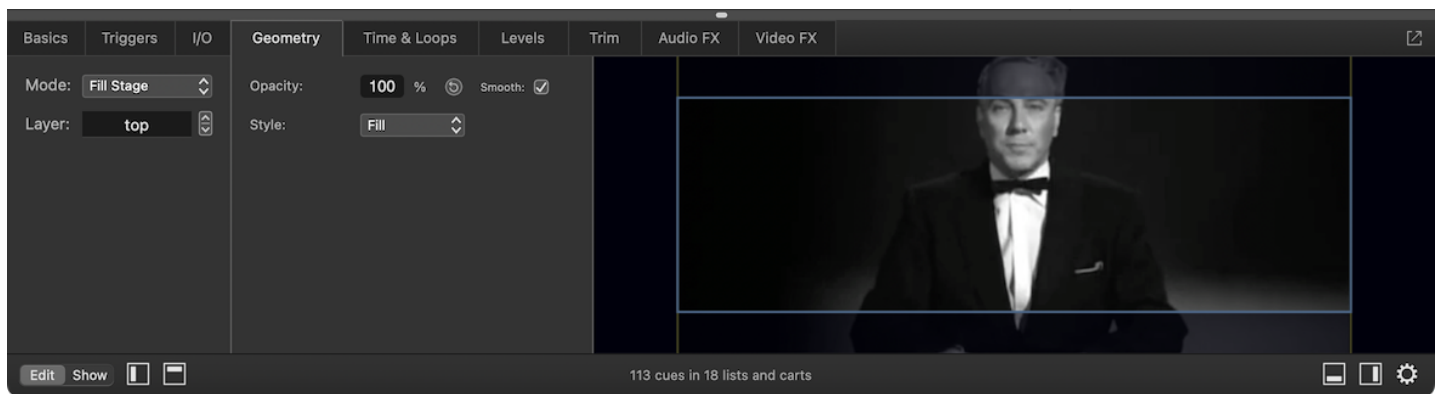 Basics Triggers I/O Geometry Time & Loops Levels Trim Audio FX Video FX
Mode: Fill Stage Opacity: 100 % Smooth:
Layer: top Style: Fill
Edit Show 113 cues in 18 lists and carts